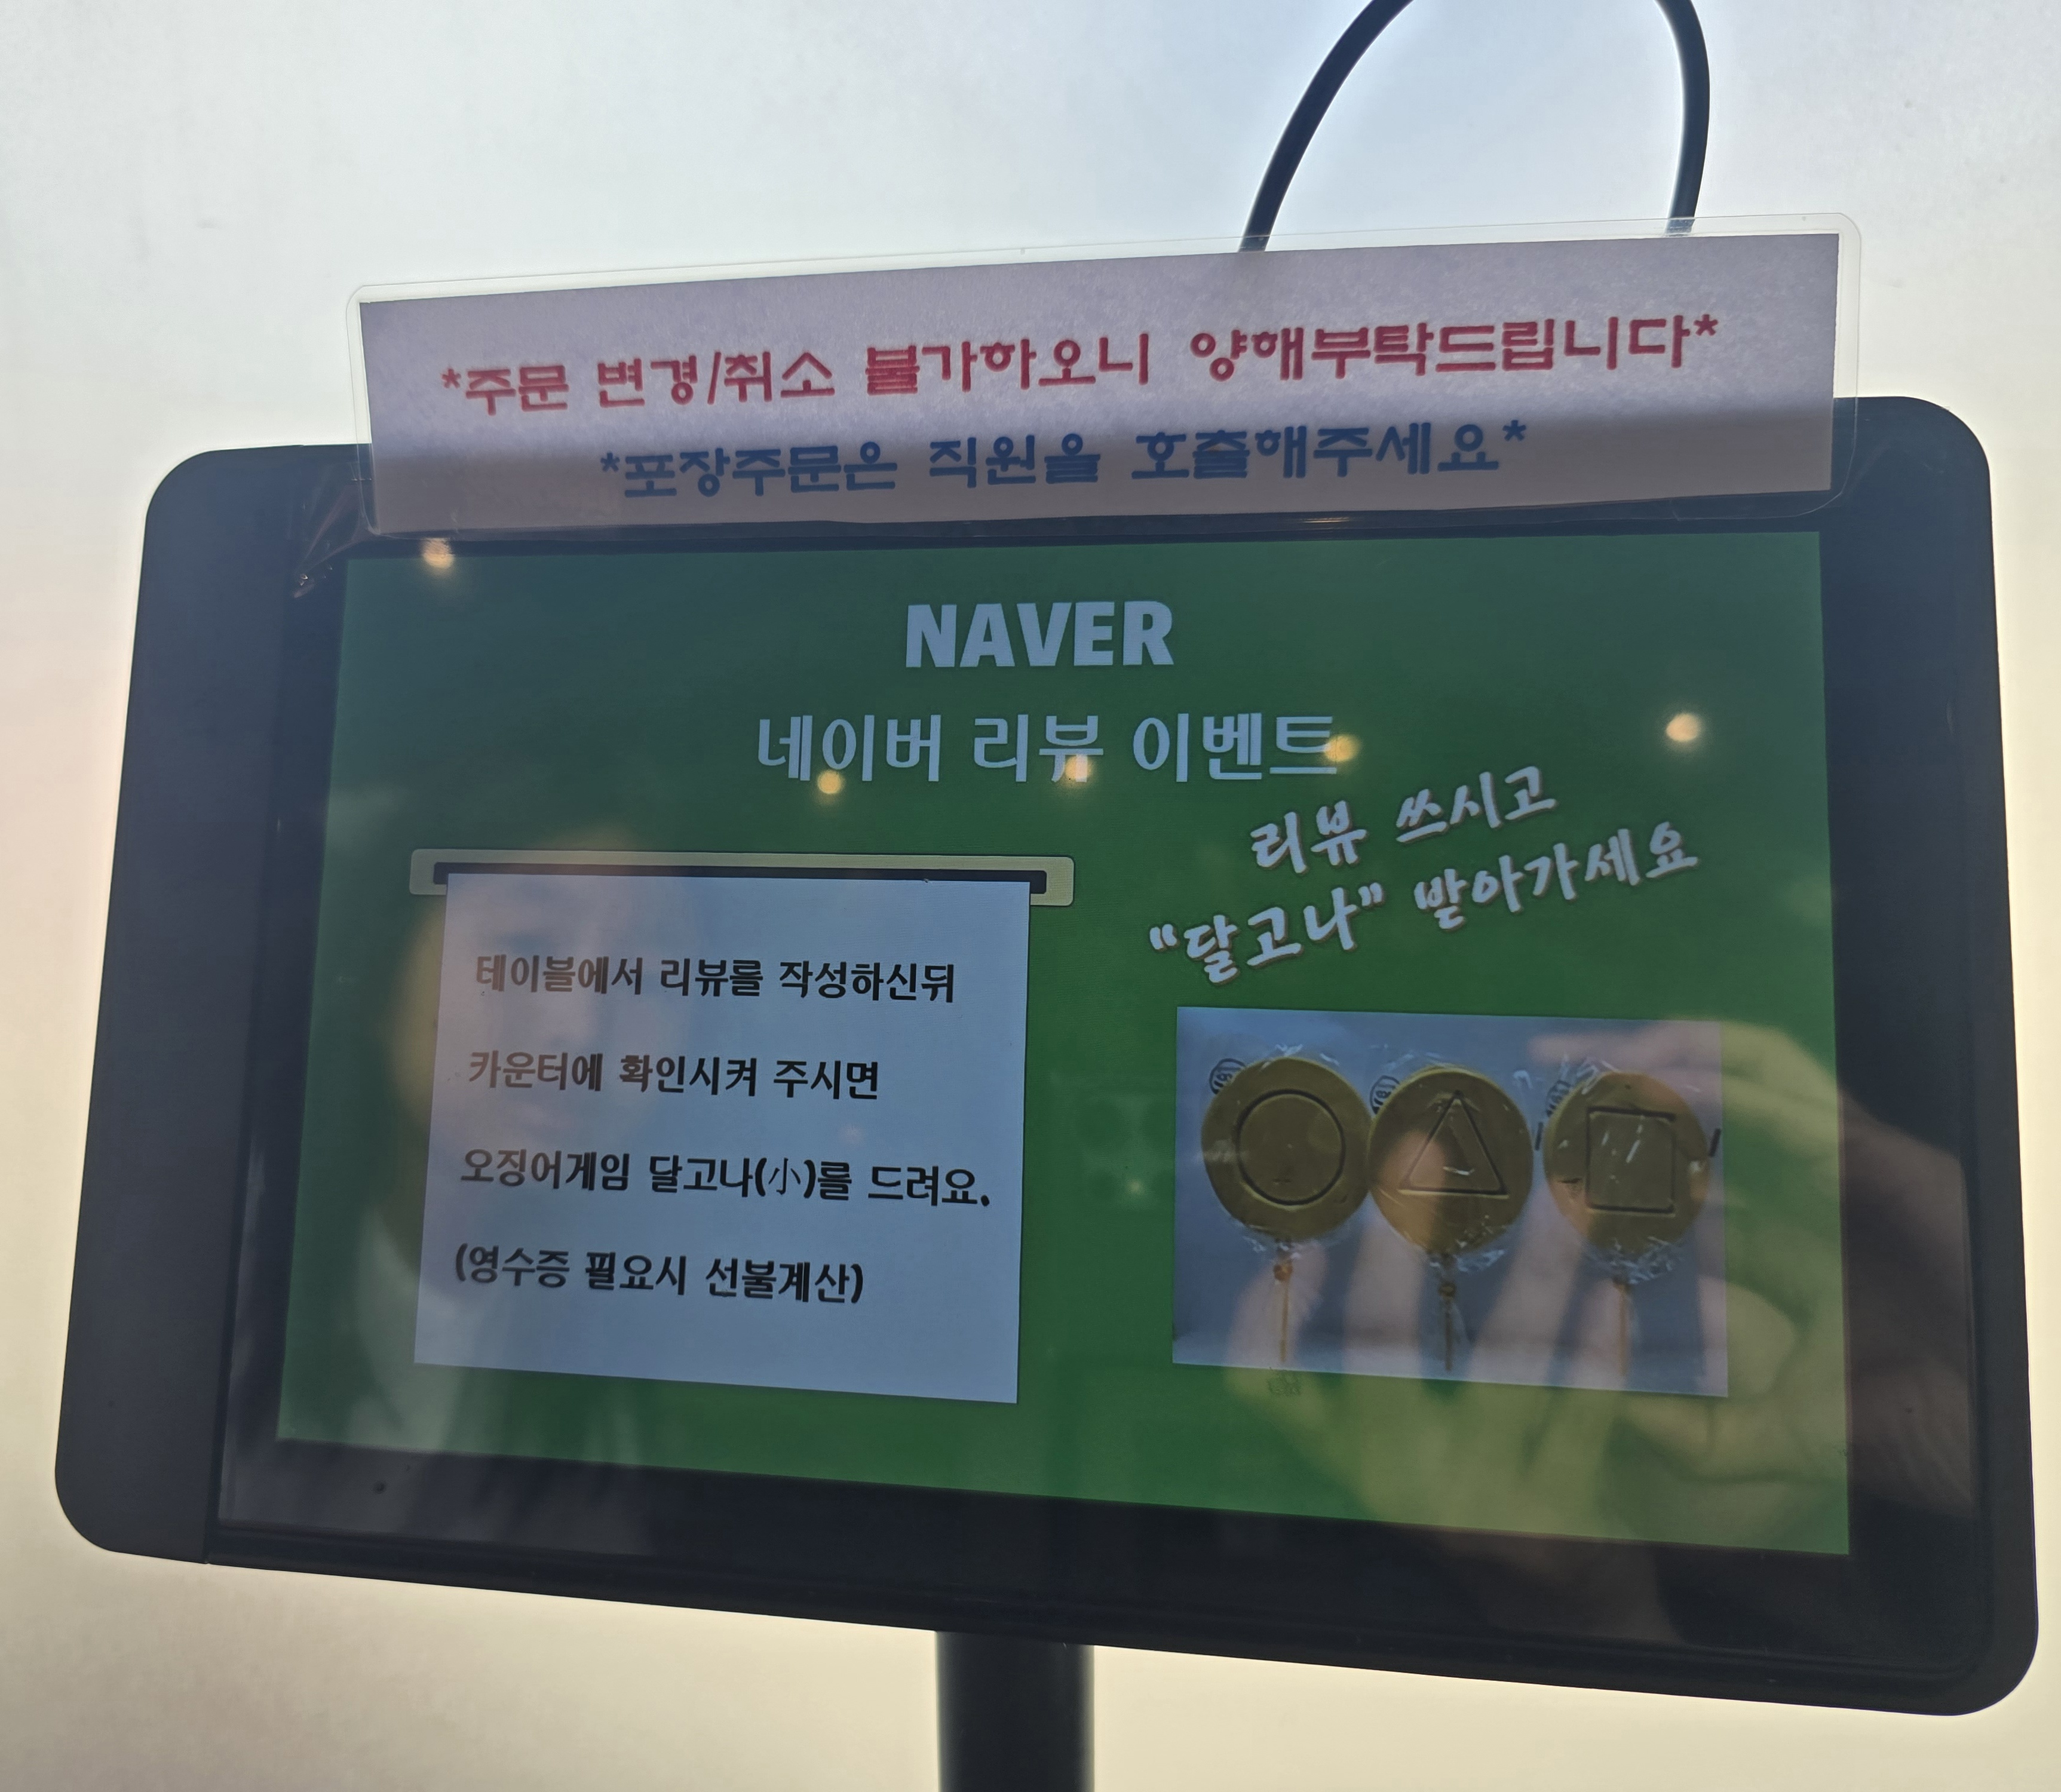 *주문 변경/취소 불가하오니 양해부탁드립니다*
*포장주문은 직원을 호출해주세요*
NAVER
네이버 리뷰 이벤트
리뷰 쓰시고
“달고나” 받아가세요
테이블에서 리뷰를 작성하신뒤
카운터에 확인시켜 주시면
오징어게임 달고나(小)를 드려요.
(영수증 필요시 선불계산)